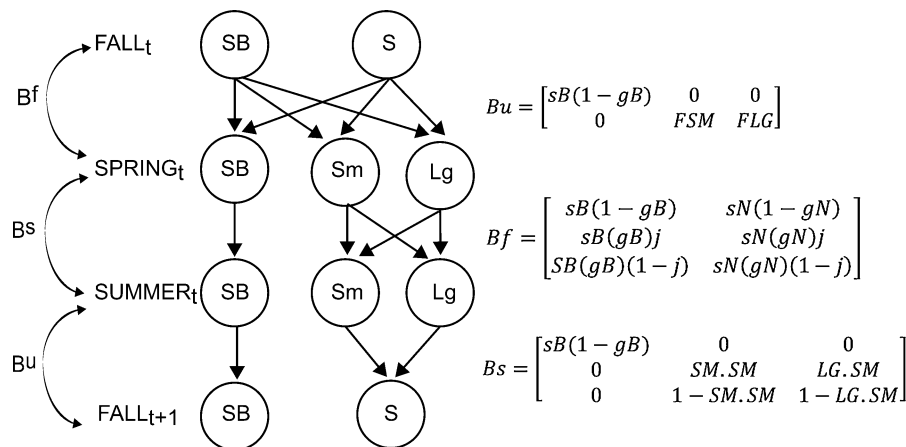 FALLt SB S
Bf
SPRINGt SB Sm Lg
Bs
SUMMERt SB Sm Lg
Bu
FALLt+1 SB S
Bu = [sB(1 − gB) 0 0
0 FSM FLG]
Bf = [sB(1 − gB) sN(1 − gN)
sB(gB)j sN(gN)j
SB(gB)(1 − j) sN(gN)(1 − j)]
Bs = [sB(1 − gB) 0 0
0 SM.SM LG.SM
0 1 − SM.SM 1 − LG.SM]